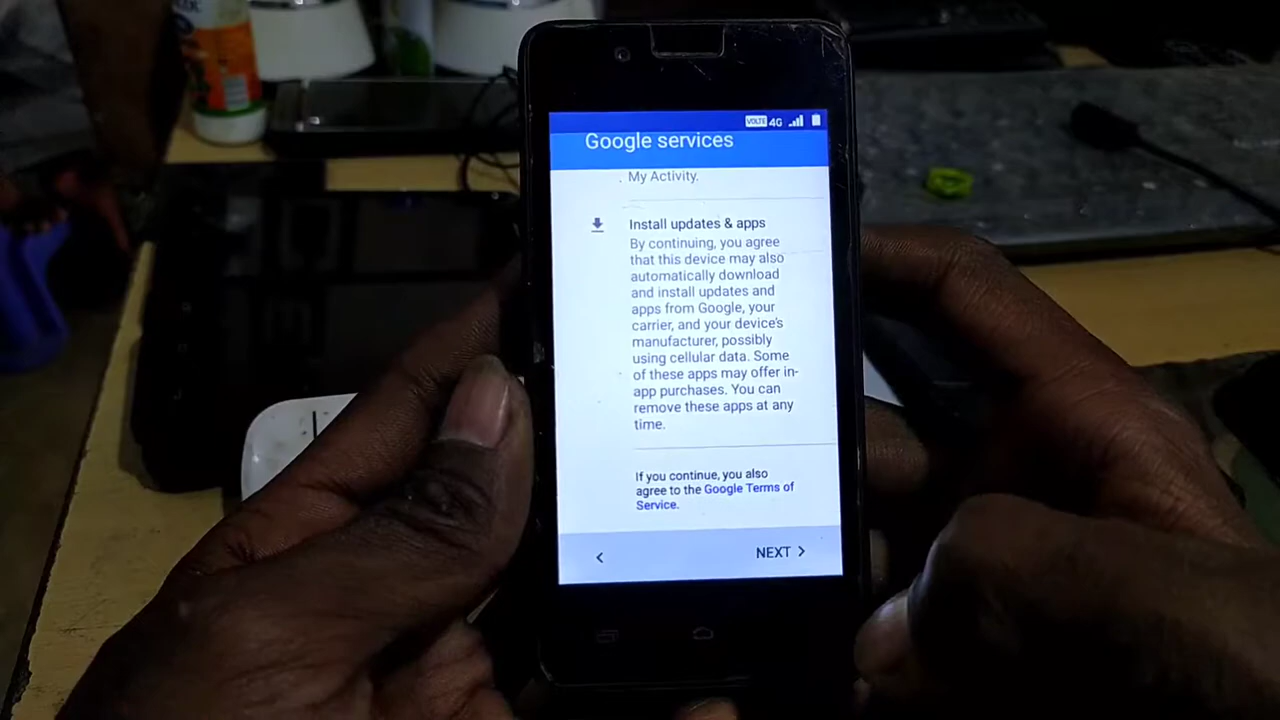 VOLTE 4G
Google services
My Activity.
Install updates & apps
By continuing, you agree
that this device may also
automatically download
and install updates and
apps from Google, your
carrier, and your device's
manufacturer, possibly
using cellular data. Some
of these apps may offer in-
app purchases. You can
remove these apps at any
time.
If you continue, you also
agree to the Google Terms of
Service.
NEXT